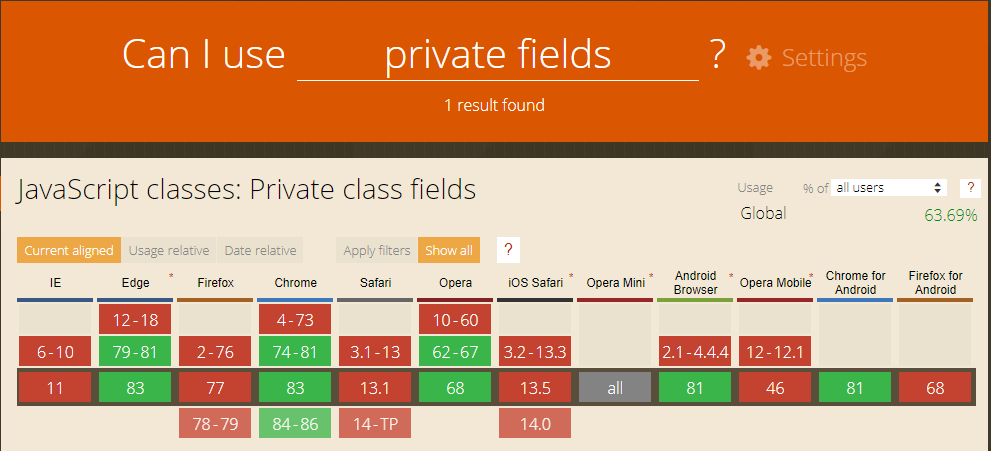 Can I use private fields ? Settings
1 result found
JavaScript classes: Private class fields
Usage % of all users ?
Global 63.69%
Current aligned Usage relative Date relative Apply filters Show all ?
IE Edge * Firefox Chrome Safari Opera iOS Safari * Opera Mini * Android Browser * Opera Mobile * Chrome for Android Firefox for Android
12-18 4-73 10-60
6-10 79-81 2-76 74-81 3.1-13 62-67 3.2-13.3 2.1-4.4.4 12-12.1
11 83 77 83 13.1 68 13.5 all 81 46 81 68
78-79 84-86 14-TP 14.0